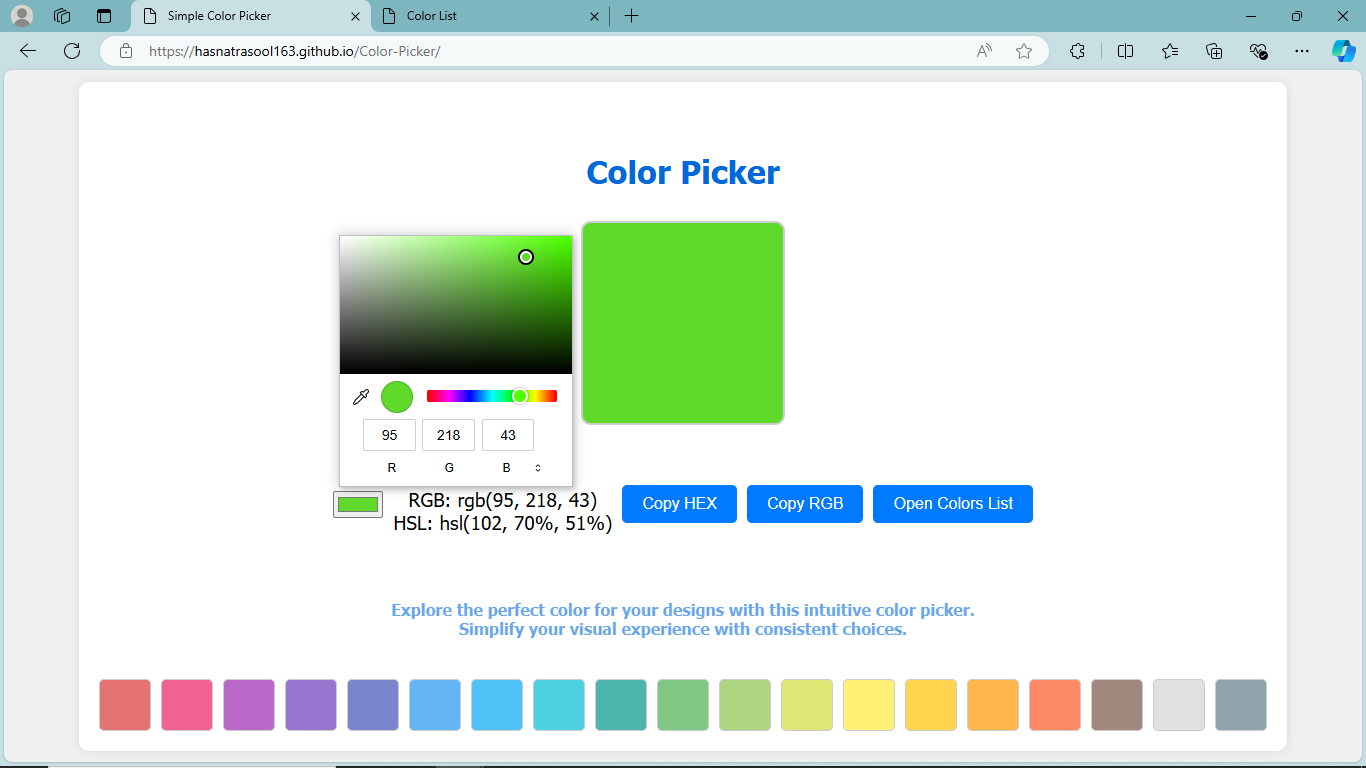 Simple Color Picker
Color List
https://hasnatrasool163.github.io/Color-Picker/
Color Picker
95 218 43
R G B
RGB: rgb(95, 218, 43)
HSL: hsl(102, 70%, 51%)
Copy HEX
Copy RGB
Open Colors List
Explore the perfect color for your designs with this intuitive color picker.
Simplify your visual experience with consistent choices.